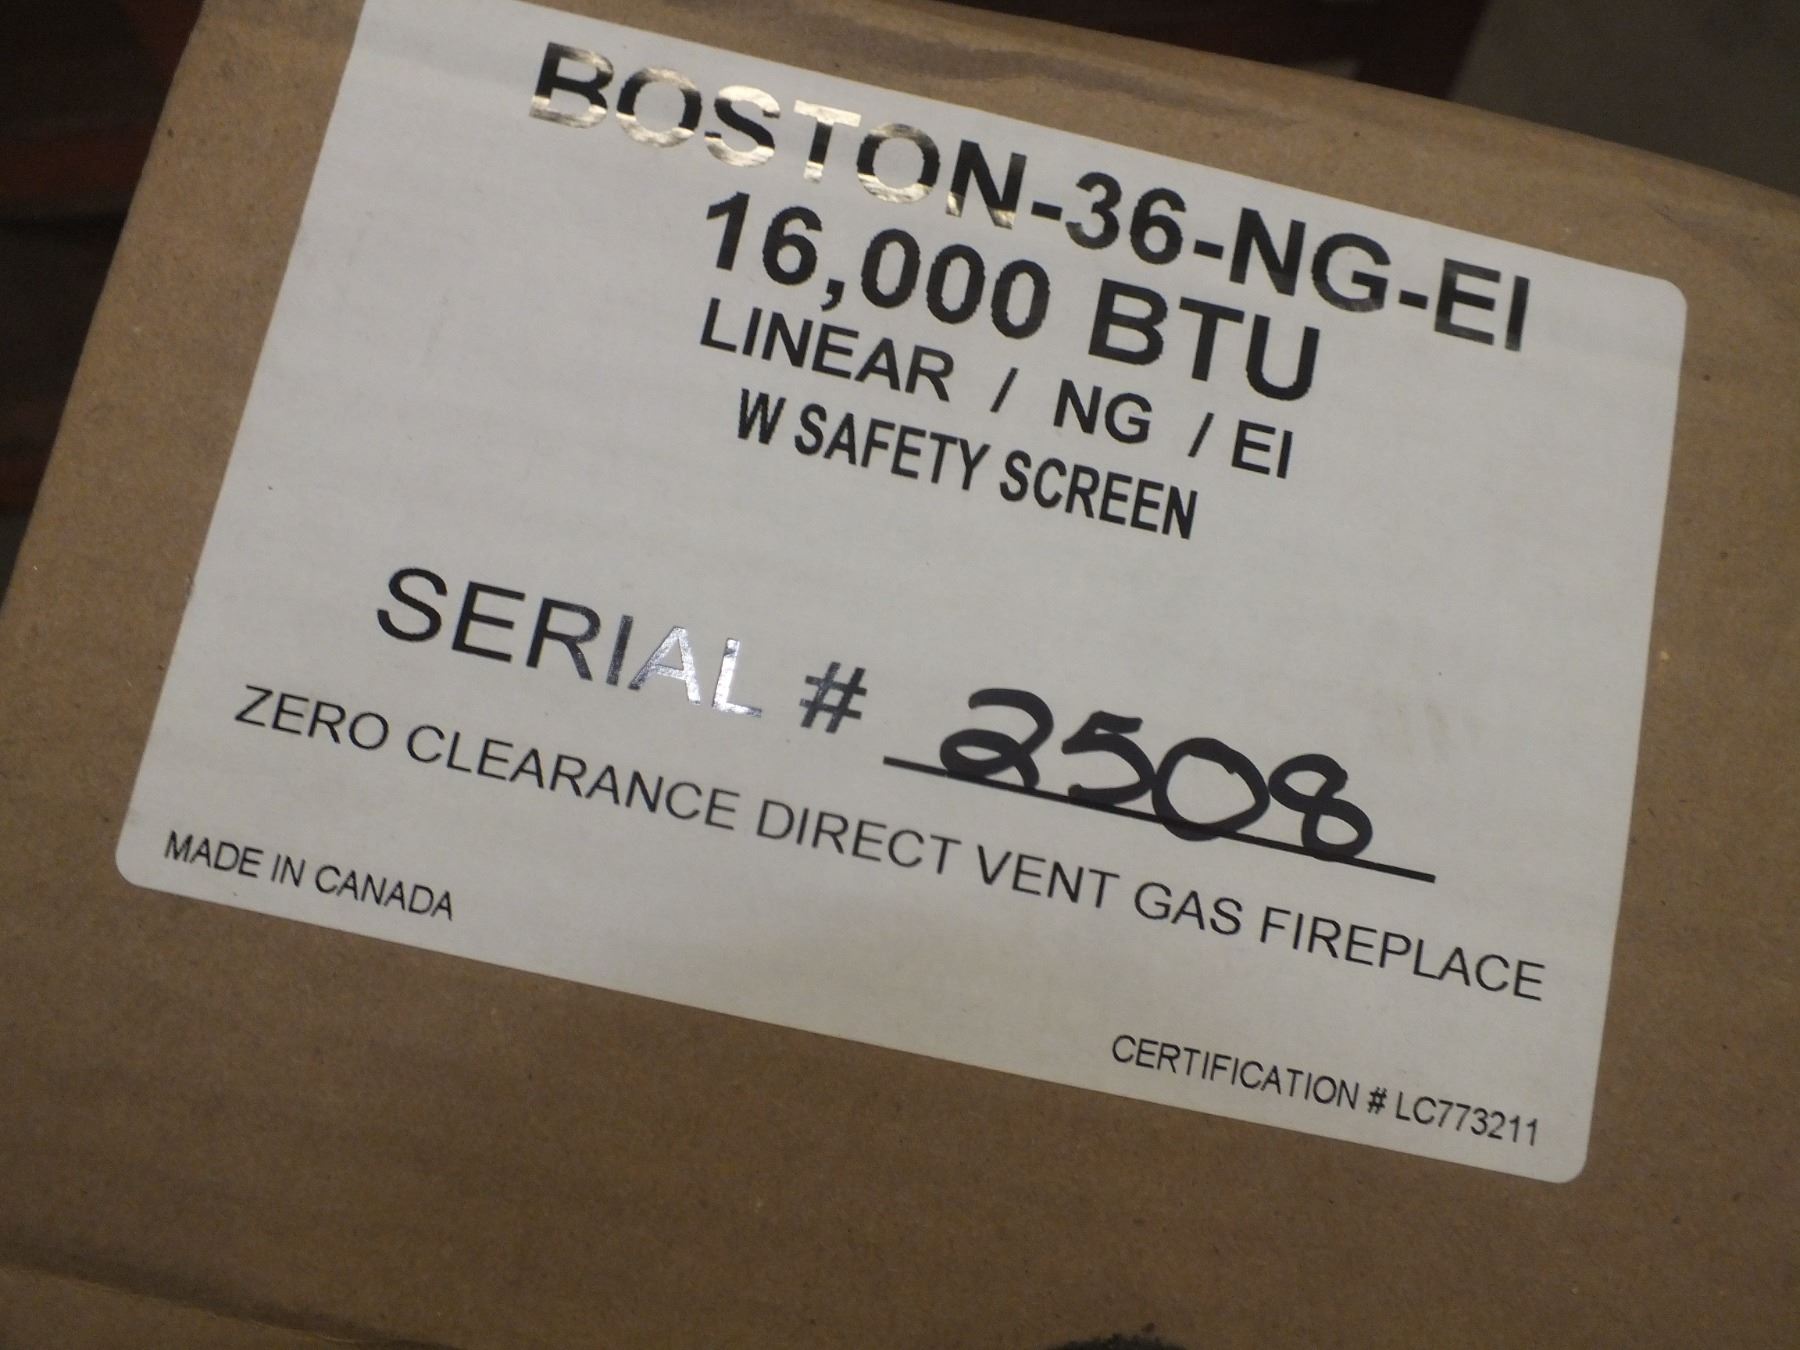 BOSTON-36-NG-EI
16,000 BTU
LINEAR / NG / EI
W SAFETY SCREEN
SERIAL # 2508
ZERO CLEARANCE DIRECT VENT GAS FIREPLACE
MADE IN CANADA
CERTIFICATION # LC773211